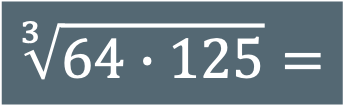 ∛64 · 125 =